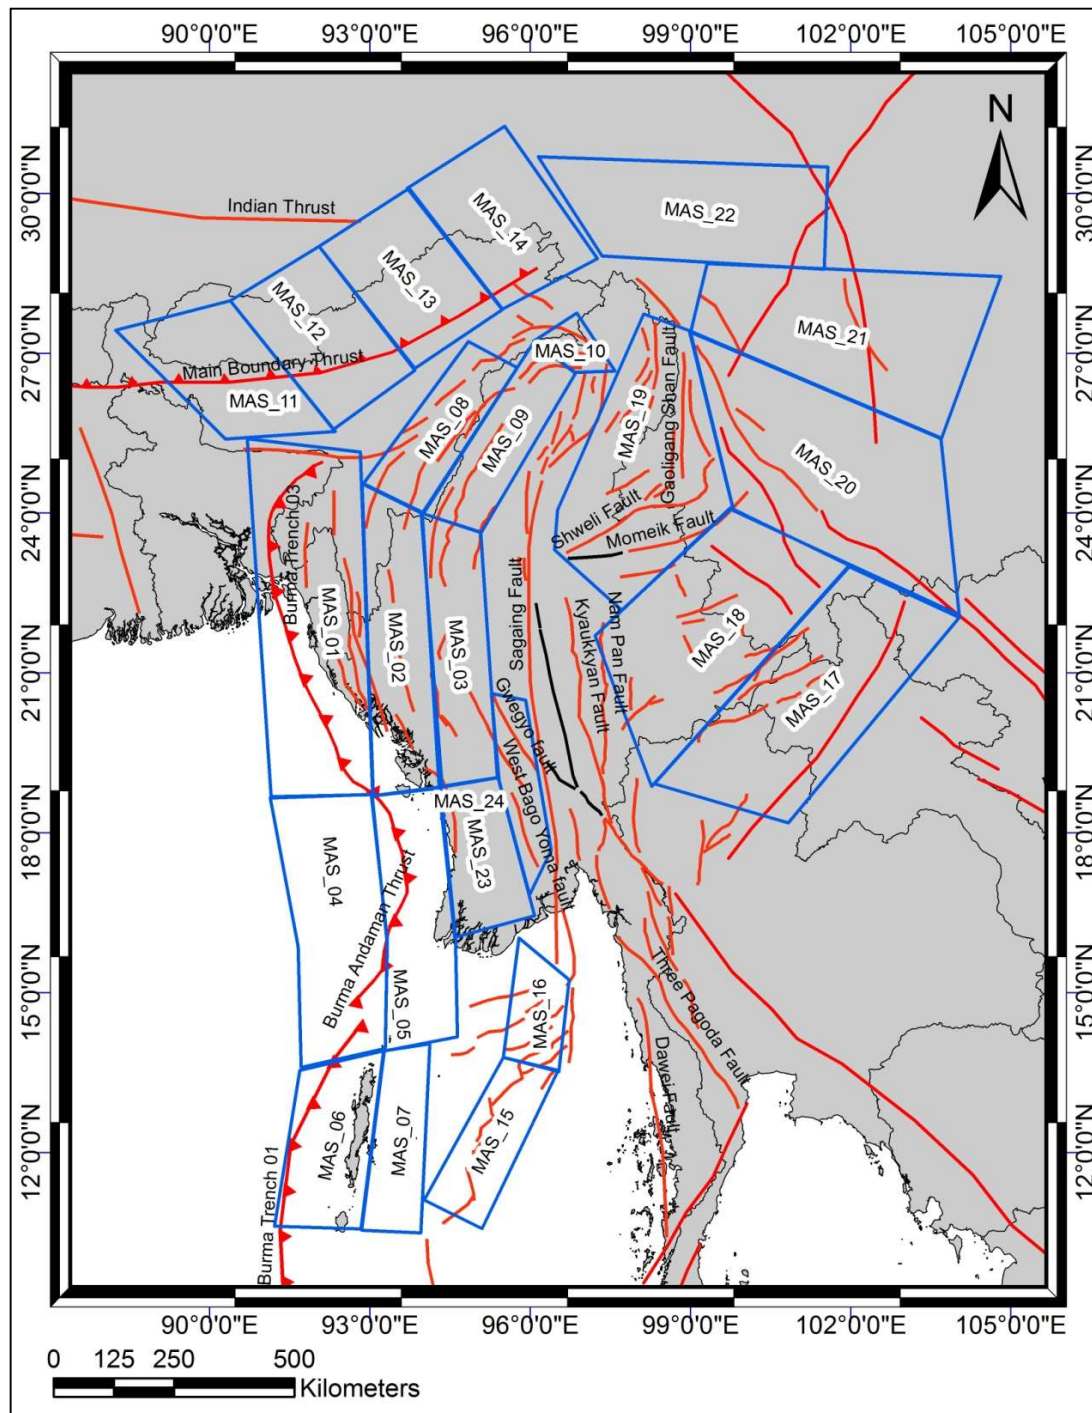 90°0'0"E 93°0'0"E 96°0'0"E 99°0'0"E 102°0'0"E 105°0'0"E
N
30°0'0"N
27°0'0"N
24°0'0"N
21°0'0"N
18°0'0"N
15°0'0"N
12°0'0"N
30°0'0"N
27°0'0"N
24°0'0"N
21°0'0"N
18°0'0"N
15°0'0"N
12°0'0"N
Indian Thrust
MAS_14
MAS_22
MAS_13
MAS_12
MAS_21
Main Boundary Thrust
MAS_10
MAS_11
MAS_08
MAS_09
MAS_19
Gaoligang Shan Fault
MAS_20
Burma Trench 03
Shweli Fault
Momeik Fault
MAS_01
MAS_02
MAS_03
Sagaing Fault
Kyaukkyan Fault
Nam Pan Fault
MAS_18
MAS_17
Gwegyo fault
West Bago Yoma fault
MAS_24
MAS_23
MAS_04
Burma Andaman Thrust
MAS_05
MAS_16
Three Pagoda Fault
Dawei Fault
MAS_06
MAS_07
MAS_15
Burma Trench 01
90°0'0"E 93°0'0"E 96°0'0"E 99°0'0"E 102°0'0"E 105°0'0"E
0 125 250 500
Kilometers